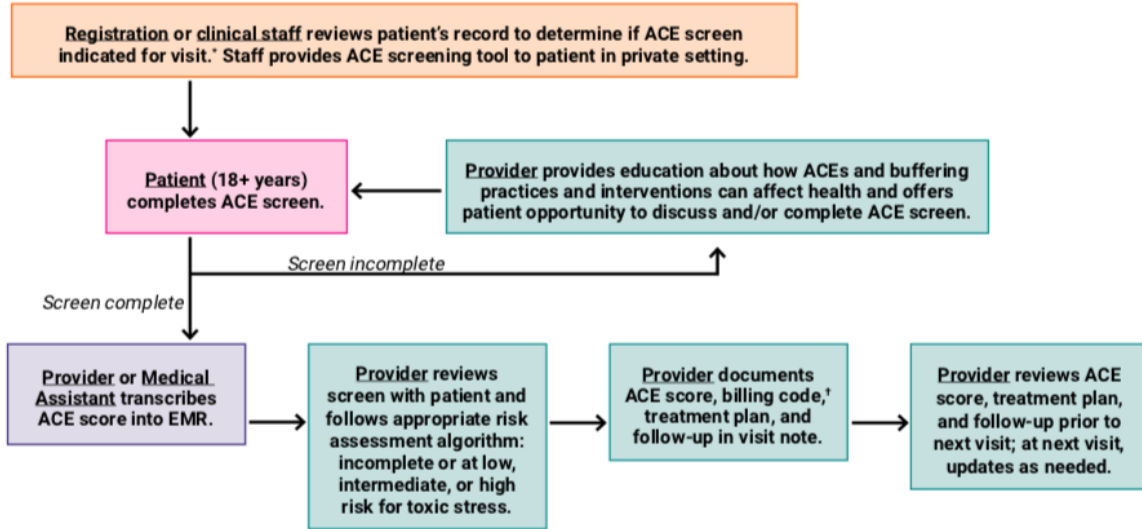 Registration or clinical staff reviews patient's record to determine if ACE screen
indicated for visit.* Staff provides ACE screening tool to patient in private setting.
Patient (18+ years)
completes ACE screen.
Provider provides education about how ACEs and buffering
practices and interventions can affect health and offers
patient opportunity to discuss and/or complete ACE screen.
Screen incomplete
Screen complete
Provider or Medical
Assistant transcribes
ACE score into EMR.
Provider reviews
screen with patient and
follows appropriate risk
assessment algorithm:
incomplete or at low,
intermediate, or high
risk for toxic stress.
Provider documents
ACE score, billing code,†
treatment plan, and
follow-up in visit note.
Provider reviews ACE
score, treatment plan,
and follow-up prior to
next visit; at next visit,
updates as needed.